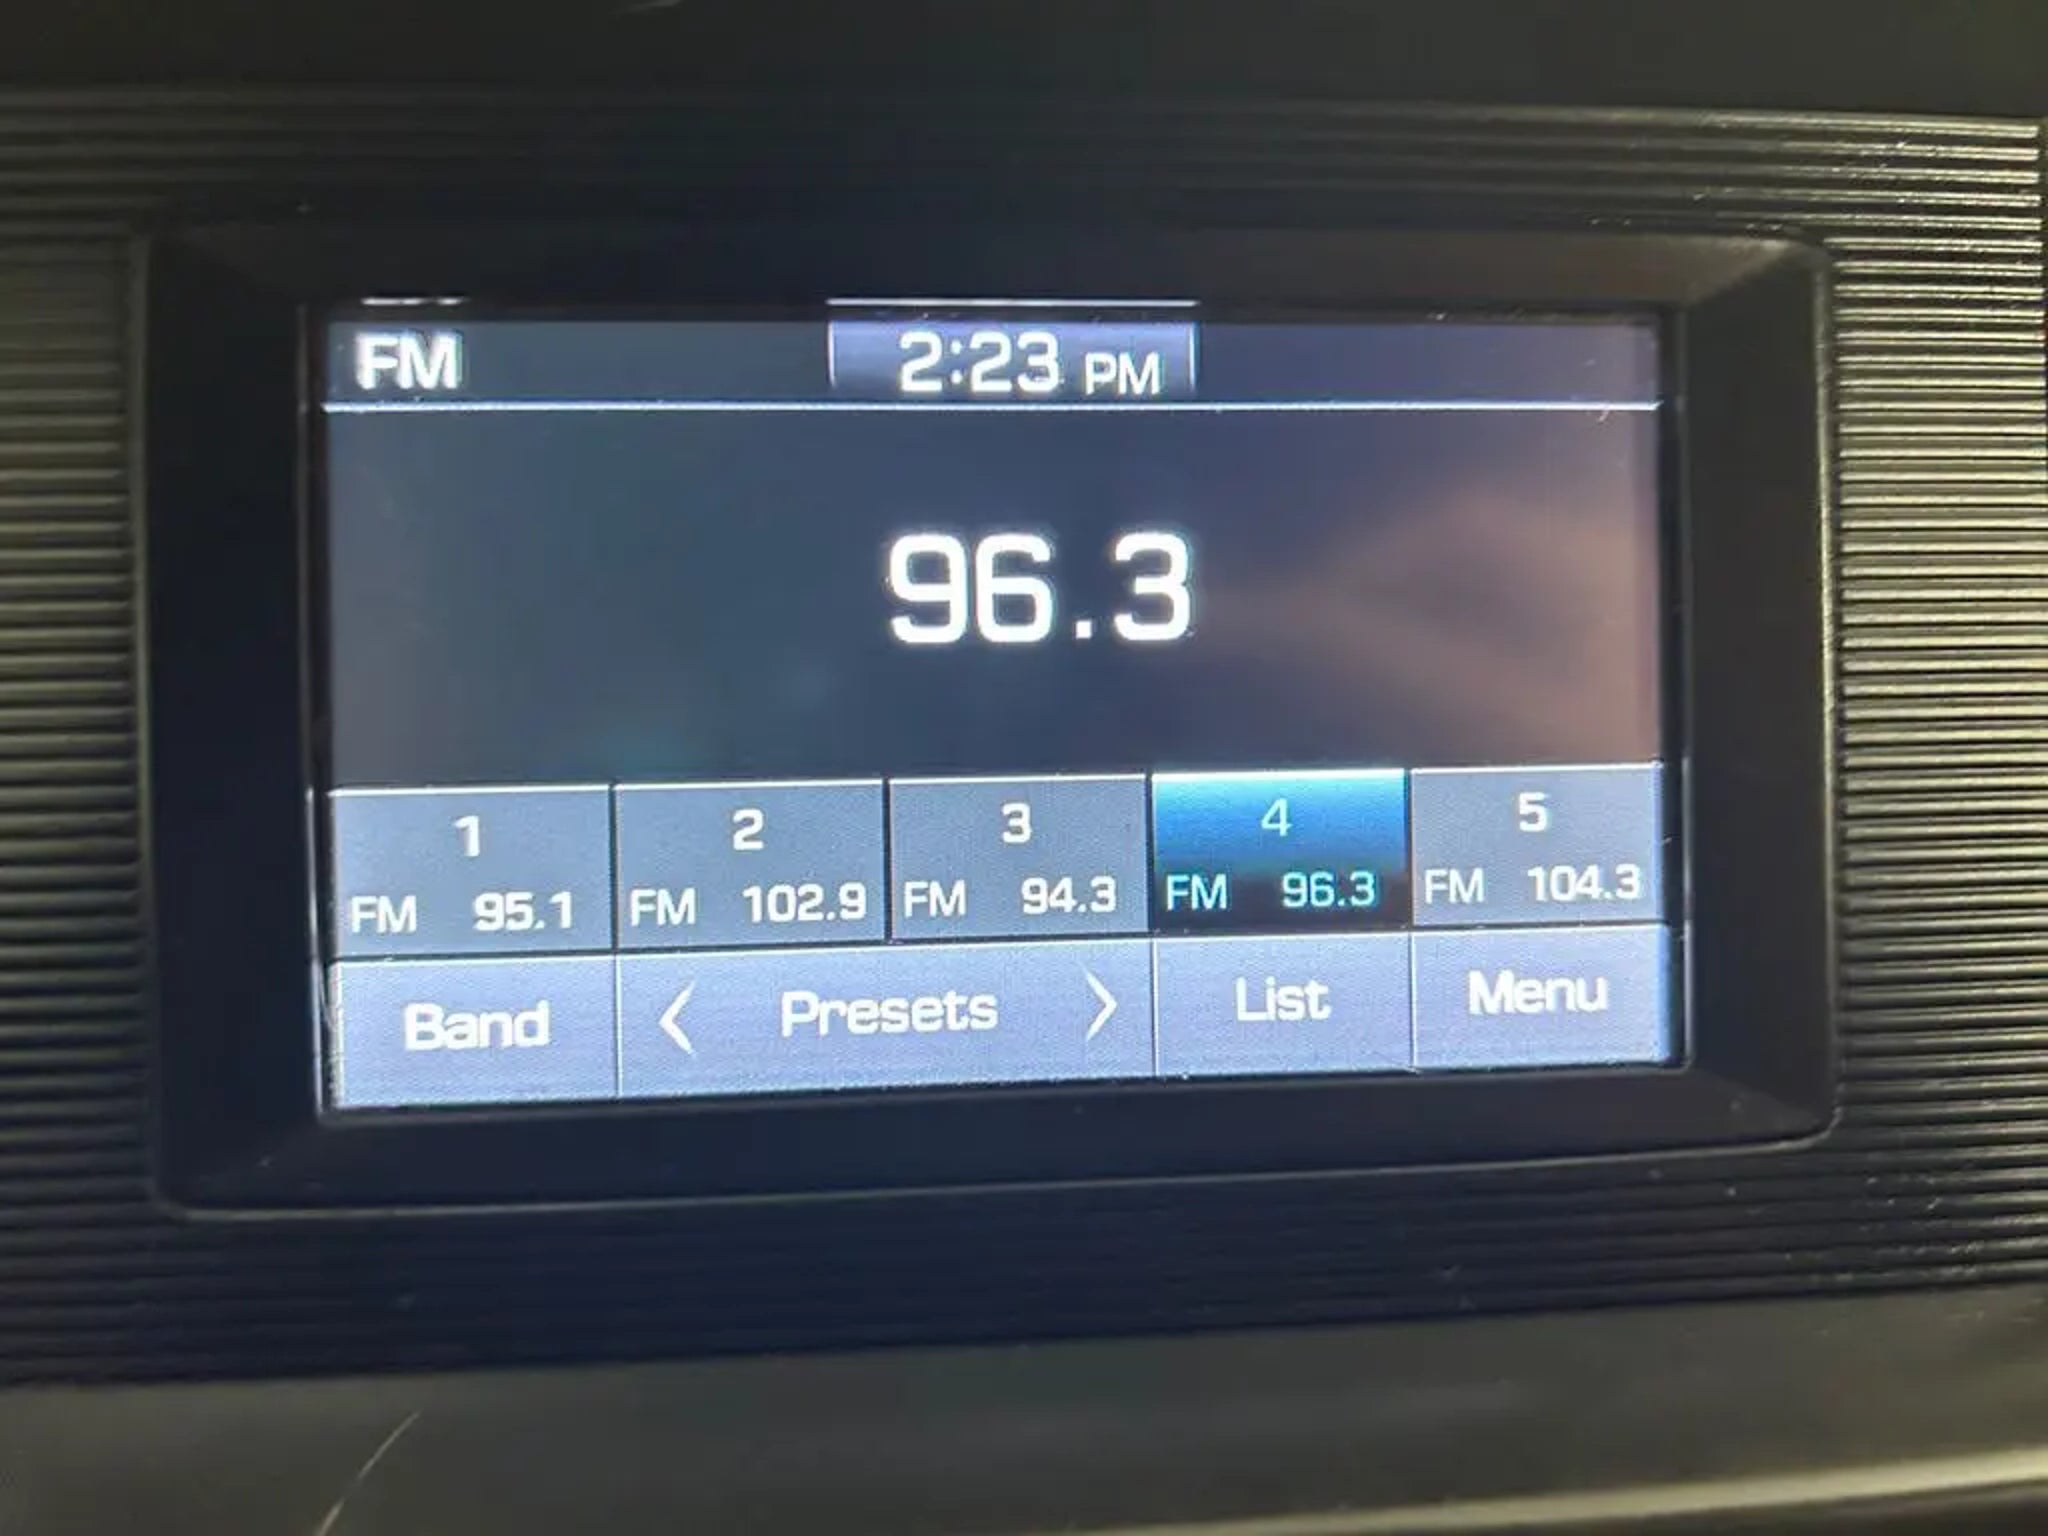 FM 2:23 PM
96.3
1 2 3 4 5
FM 95.1 FM 102.9 FM 94.3 FM 96.3 FM 104.3
Band < Presets > List Menu